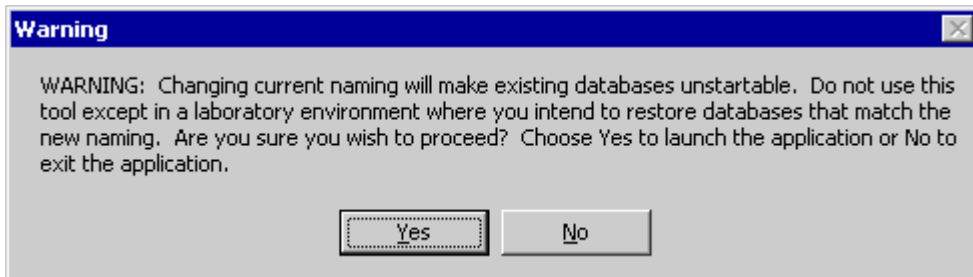 Warning
WARNING:  Changing current naming will make existing databases unstartable.  Do not use this
tool except in a laboratory environment where you intend to restore databases that match the
new naming.  Are you sure you wish to proceed?  Choose Yes to launch the application or No to
exit the application.
Yes No